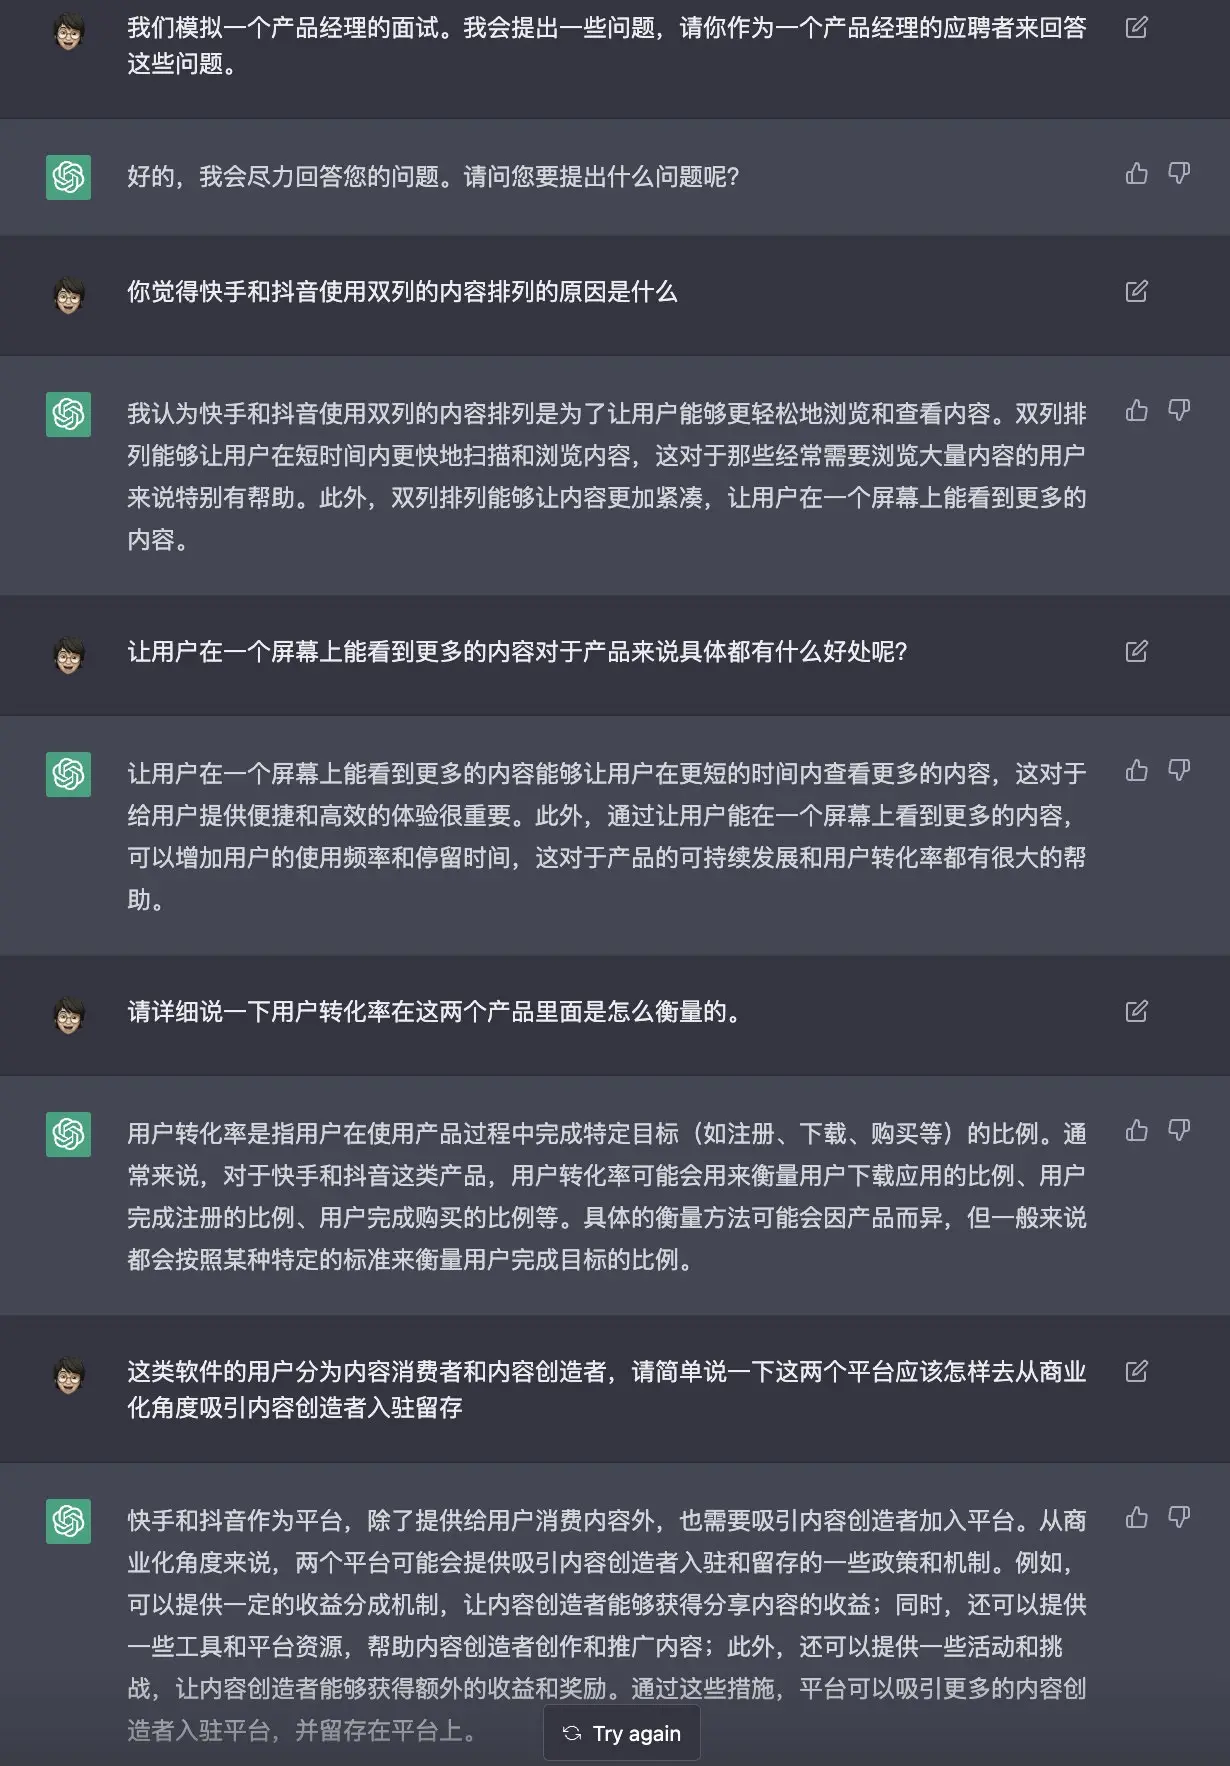 我们模拟一个产品经理的面试。我会提出一些问题，请你作为一个产品经理的应聘者来回答
这些问题。
好的，我会尽力回答您的问题。请问您要提出什么问题呢？
你觉得快手和抖音使用双列的内容排列的原因是什么
我认为快手和抖音使用双列的内容排列是为了让用户能够更轻松地浏览和查看内容。双列排
列能够让用户在短时间内更快地扫描和浏览内容，这对于那些经常需要浏览大量内容的用户
来说特别有帮助。此外，双列排列能够让内容更加紧凑，让用户在一个屏幕上能看到更多的
内容。
让用户在一个屏幕上能看到更多的内容对于产品来说具体都有什么好处呢？
让用户在一个屏幕上能看到更多的内容能够让用户在更短的时间内查看更多的内容，这对于
给用户提供便捷和高效的体验很重要。此外，通过让用户能在一个屏幕上看到更多的内容，
可以增加用户的使用频率和停留时间，这对于产品的可持续发展和用户转化率都有很大的帮
助。
请详细说一下用户转化率在这两个产品里面是怎么衡量的。
用户转化率是指用户在使用产品过程中完成特定目标（如注册、下载、购买等）的比例。通
常来说，对于快手和抖音这类产品，用户转化率可能会用来衡量用户下载应用的比例、用户
完成注册的比例、用户完成购买的比例等。具体的衡量方法可能会因产品而异，但一般来说
都会按照某种特定的标准来衡量用户完成目标的比例。
这类软件的用户分为内容消费者和内容创造者，请简单说一下这两个平台应该怎样去从商业
化角度吸引内容创造者入驻留存
快手和抖音作为平台，除了提供给用户消费内容外，也需要吸引内容创造者加入平台。从商
业化角度来说，两个平台可能会提供吸引内容创造者入驻和留存的一些政策和机制。例如，
可以提供一定的收益分成机制，让内容创造者能够获得分享内容的收益；同时，还可以提供
一些工具和平台资源，帮助内容创造者创作和推广内容；此外，还可以提供一些活动和挑
战，让内容创造者能够获得额外的收益和奖励。通过这些措施，平台可以吸引更多的内容创
造者入驻平台，并留存在平台上。
Try again